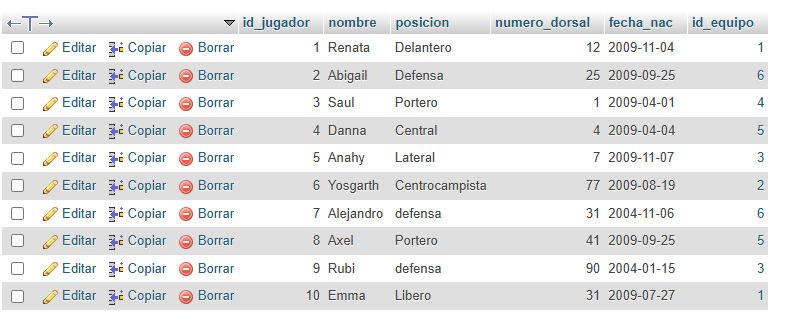 id_jugador nombre posicion numero_dorsal fecha_nac id_equipo
Editar Copiar Borrar 1 Renata Delantero 12 2009-11-04 1
Editar Copiar Borrar 2 Abigail Defensa 25 2009-09-25 6
Editar Copiar Borrar 3 Saul Portero 1 2009-04-01 4
Editar Copiar Borrar 4 Danna Central 4 2009-04-04 5
Editar Copiar Borrar 5 Anahy Lateral 7 2009-11-07 3
Editar Copiar Borrar 6 Yosgarth Centrocampista 77 2009-08-19 2
Editar Copiar Borrar 7 Alejandro defensa 31 2004-11-06 6
Editar Copiar Borrar 8 Axel Portero 41 2009-09-25 5
Editar Copiar Borrar 9 Rubi defensa 90 2004-01-15 3
Editar Copiar Borrar 10 Emma Libero 31 2009-07-27 1